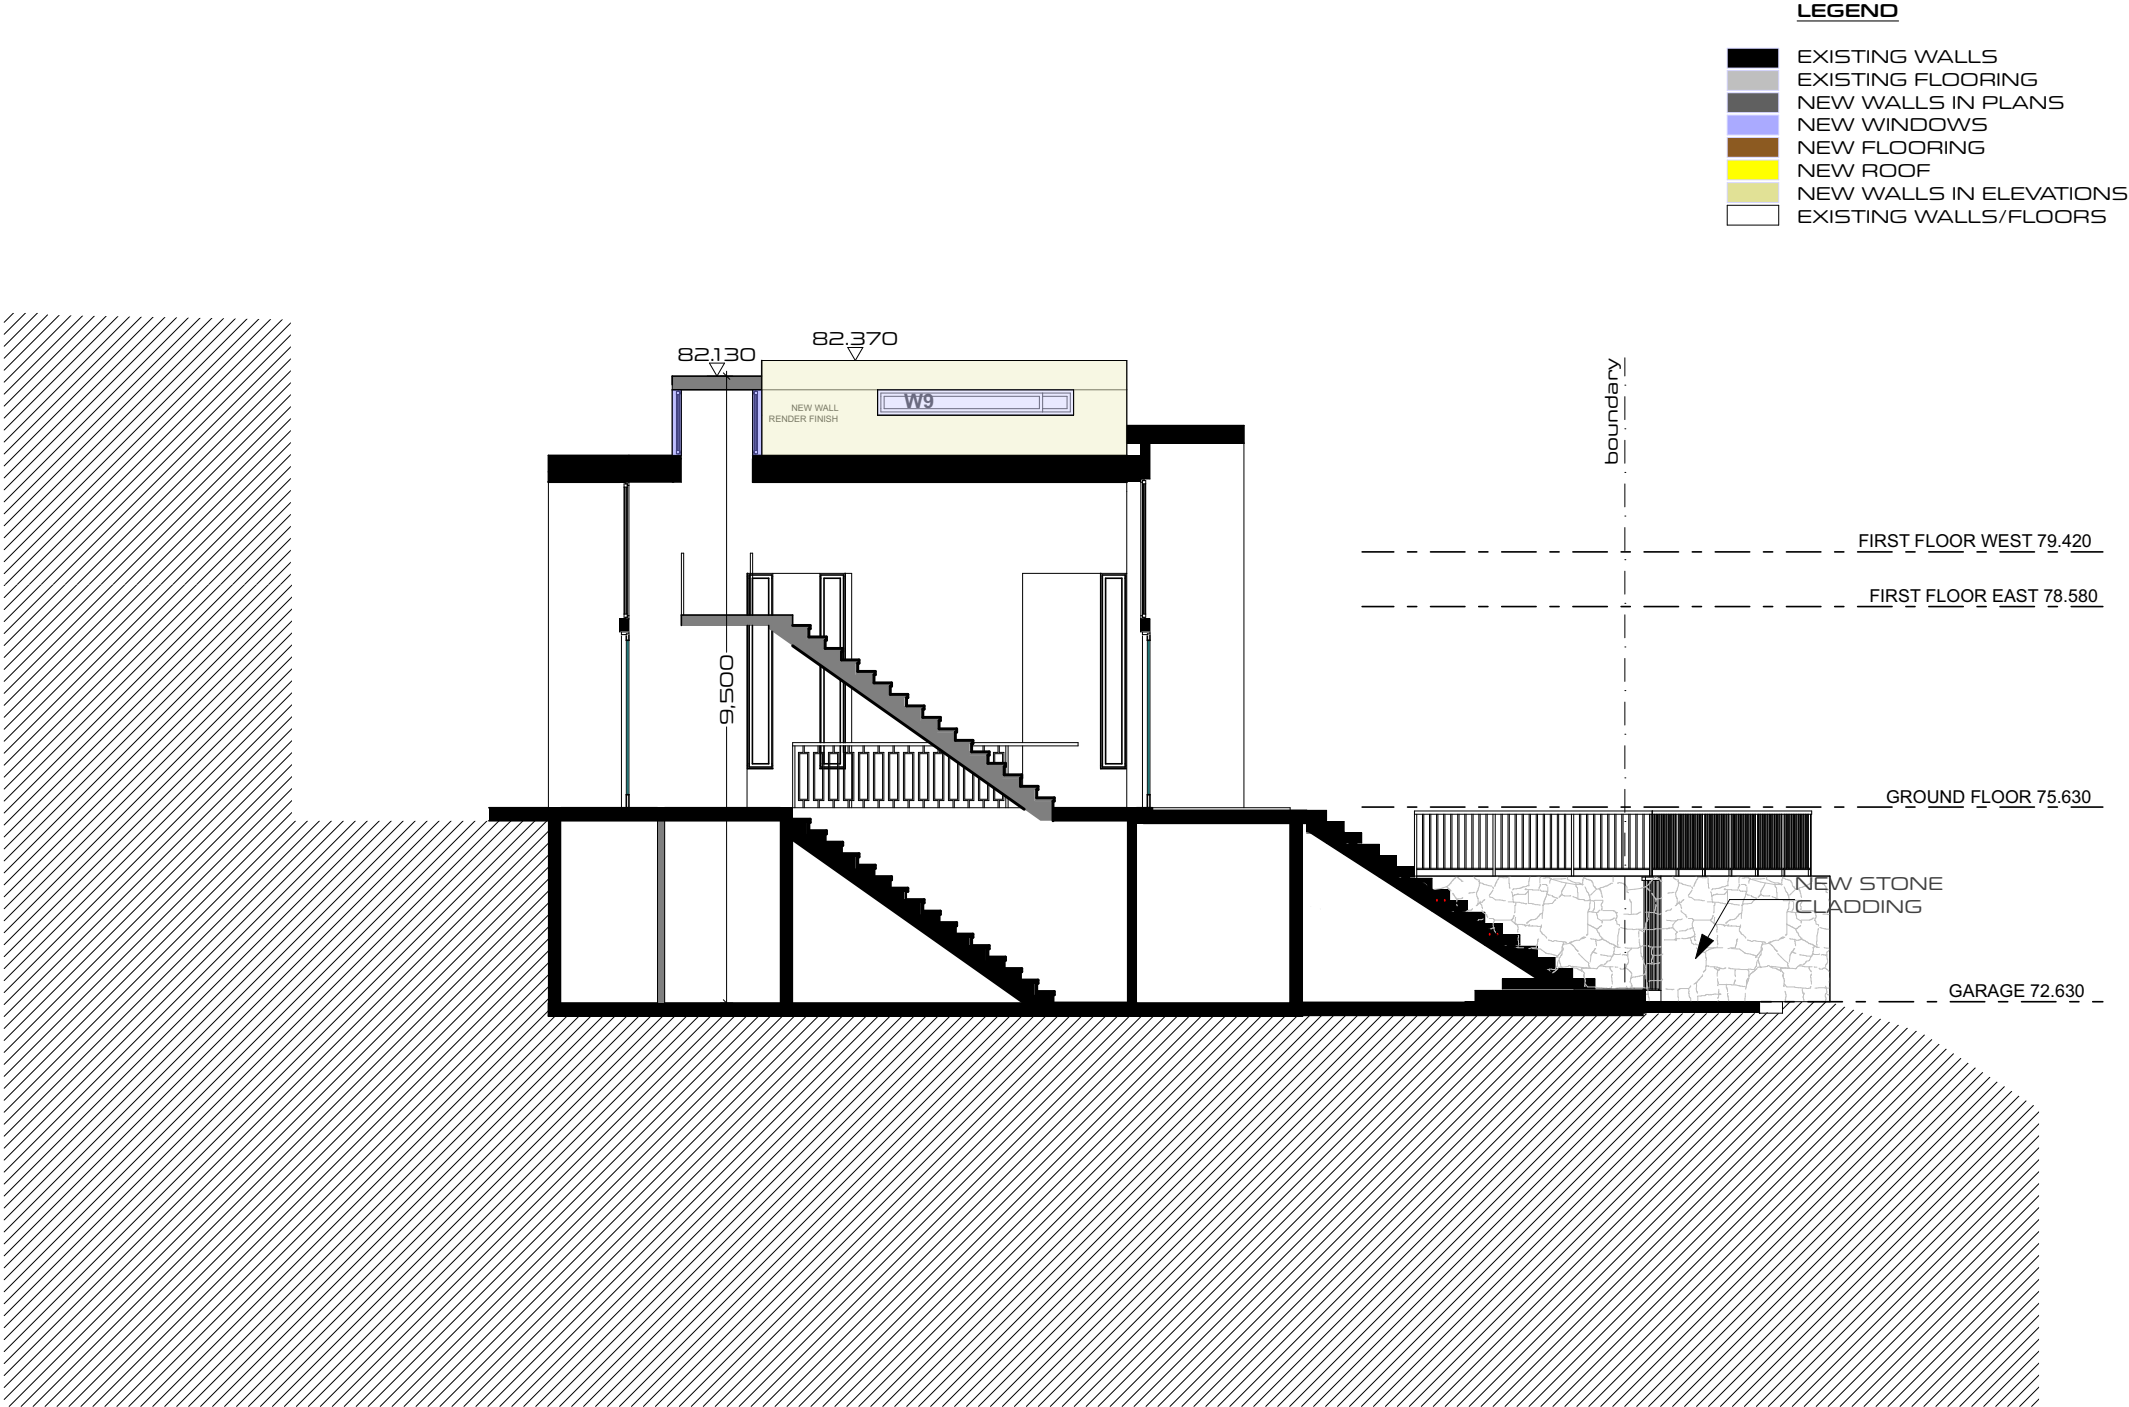 LEGEND
EXISTING WALLS
EXISTING FLOORING
NEW WALLS IN PLANS
NEW WINDOWS
NEW FLOORING
NEW ROOF
NEW WALLS IN ELEVATIONS
EXISTING WALLS/FLOORS
82.130
82.370
NEW WALL
RENDER FINISH
W9
9,500
boundary
FIRST FLOOR WEST 79.420
FIRST FLOOR EAST 78.580
GROUND FLOOR 75.630
NEW STONE
CLADDING
GARAGE 72.630